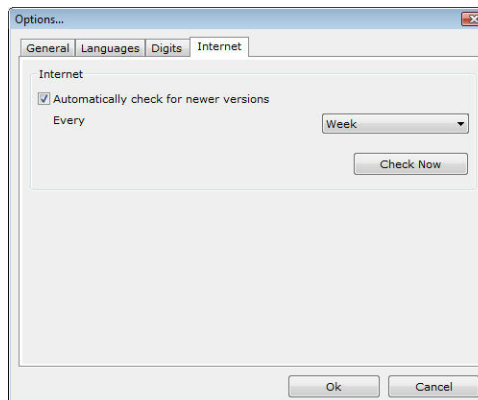 Options...
General Languages Digits Internet
Internet
Automatically check for newer versions
Every Week
Check Now
Ok Cancel